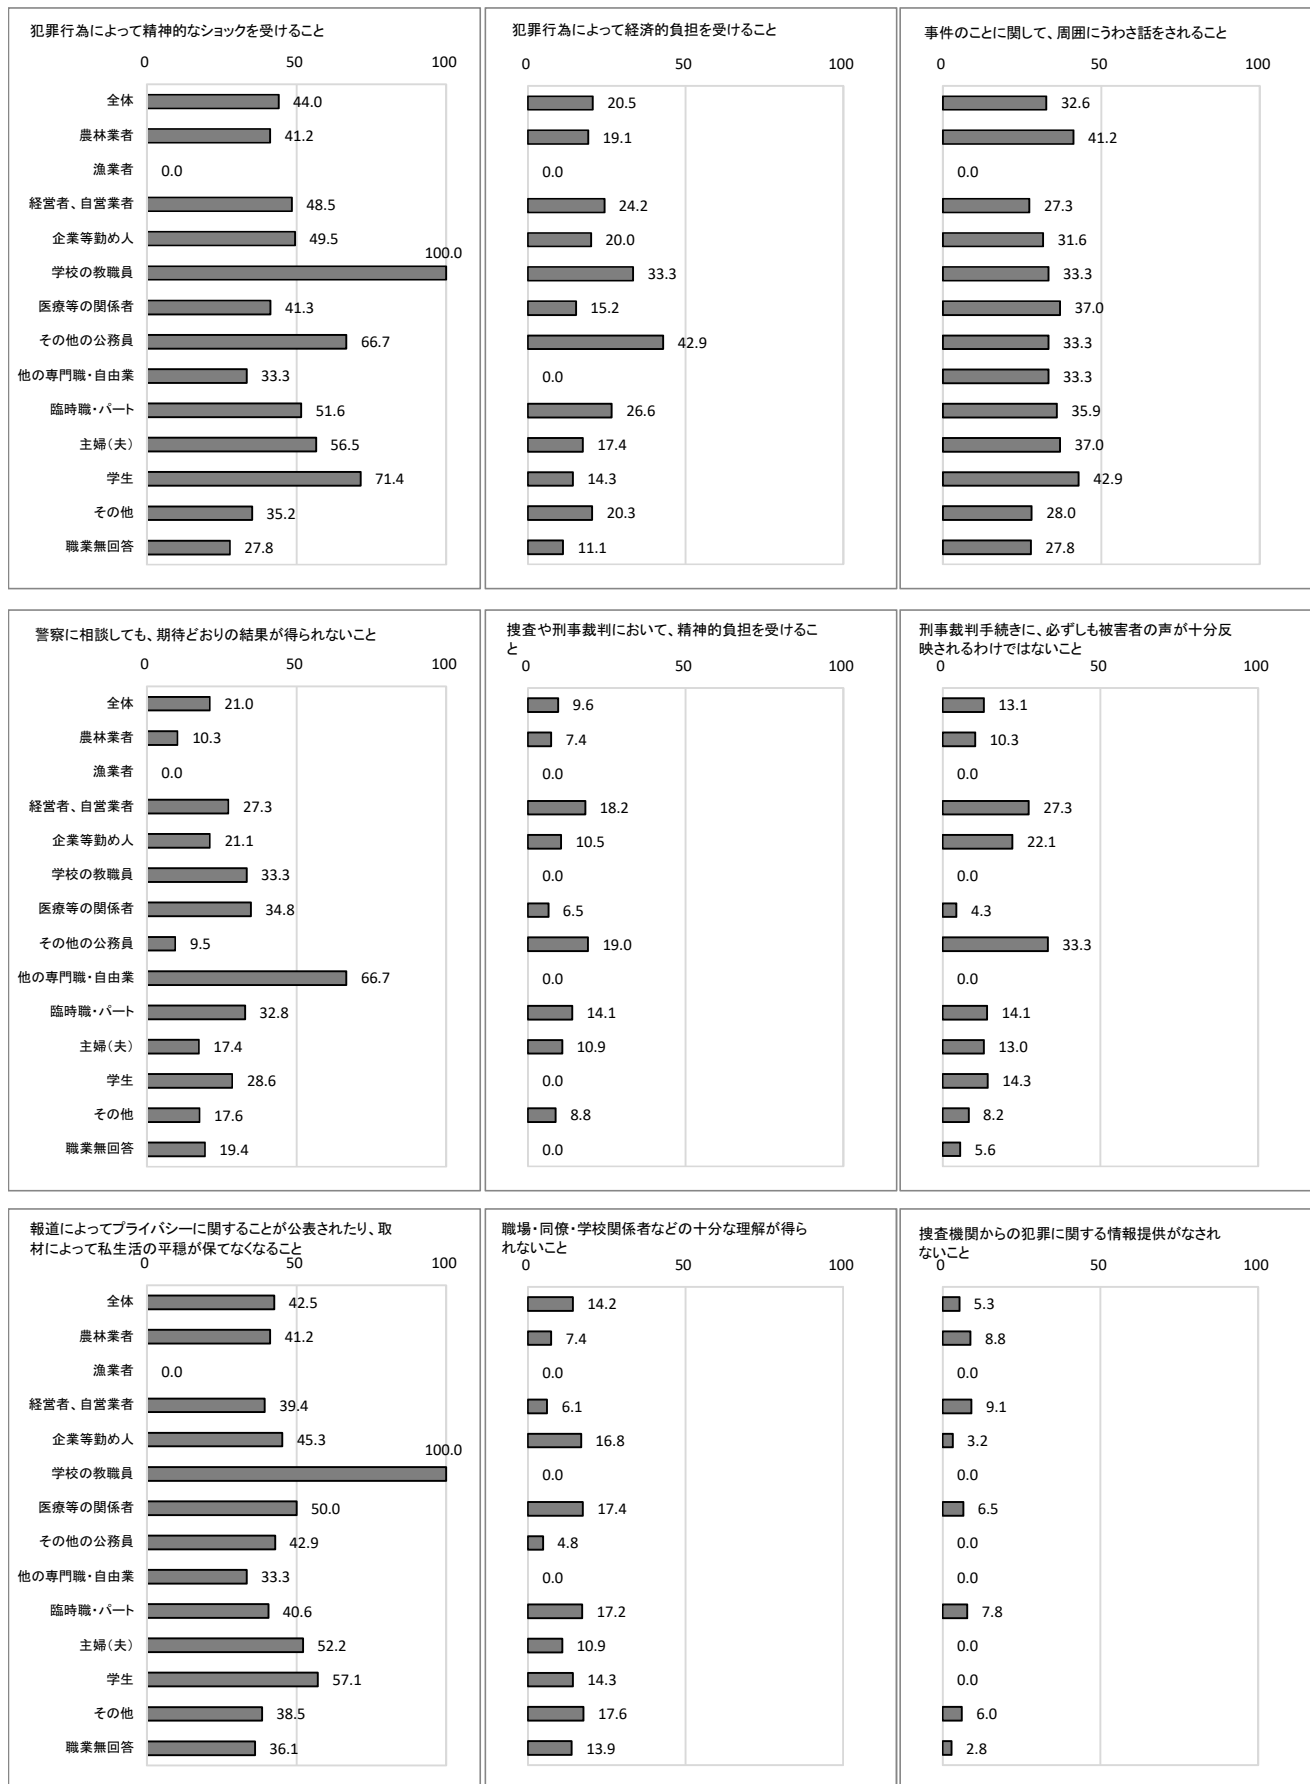 犯罪行為によって精神的なショックを受けること
0 50 100
全体 44.0
農林業者 41.2
漁業者 0.0
経営者、自営業者 48.5
企業等勤め人 49.5
学校の教職員 100.0
医療等の関係者 41.3
その他の公務員 66.7
他の専門職・自由業 33.3
臨時職・パート 51.6
主婦(夫) 56.5
学生 71.4
その他 35.2
職業無回答 27.8
犯罪行為によって経済的負担を受けること
0 50 100
20.5
19.1
0.0
24.2
20.0
33.3
15.2
42.9
0.0
26.6
17.4
14.3
20.3
11.1
事件のことに関して、周囲にうわさ話をされること
0 50 100
32.6
41.2
0.0
27.3
31.6
33.3
37.0
33.3
33.3
35.9
37.0
42.9
28.0
27.8
警察に相談しても、期待どおりの結果が得られないこと
0 50 100
全体 21.0
農林業者 10.3
漁業者 0.0
経営者、自営業者 27.3
企業等勤め人 21.1
学校の教職員 33.3
医療等の関係者 34.8
その他の公務員 9.5
他の専門職・自由業 66.7
臨時職・パート 32.8
主婦(夫) 17.4
学生 28.6
その他 17.6
職業無回答 19.4
捜査や刑事裁判において、精神的負担を受けるこ
と
0 50 100
9.6
7.4
0.0
18.2
10.5
0.0
6.5
19.0
0.0
14.1
10.9
0.0
8.8
0.0
刑事裁判手続きに、必ずしも被害者の声が十分反
映されるわけではないこと
0 50 100
13.1
10.3
0.0
27.3
22.1
0.0
4.3
33.3
0.0
14.1
13.0
14.3
8.2
5.6
報道によってプライバシーに関することが公表されたり、取
材によって私生活の平穏が保てなくなること
0 50 100
全体 42.5
農林業者 41.2
漁業者 0.0
経営者、自営業者 39.4
企業等勤め人 45.3
学校の教職員 100.0
医療等の関係者 50.0
その他の公務員 42.9
他の専門職・自由業 33.3
臨時職・パート 40.6
主婦(夫) 52.2
学生 57.1
その他 38.5
職業無回答 36.1
職場・同僚・学校関係者などの十分な理解が得ら
れないこと
0 50 100
14.2
7.4
0.0
6.1
16.8
0.0
17.4
4.8
0.0
17.2
10.9
14.3
17.6
13.9
捜査機関からの犯罪に関する情報提供がなされ
ないこと
0 50 100
5.3
8.8
0.0
9.1
3.2
0.0
6.5
0.0
0.0
7.8
0.0
0.0
6.0
2.8